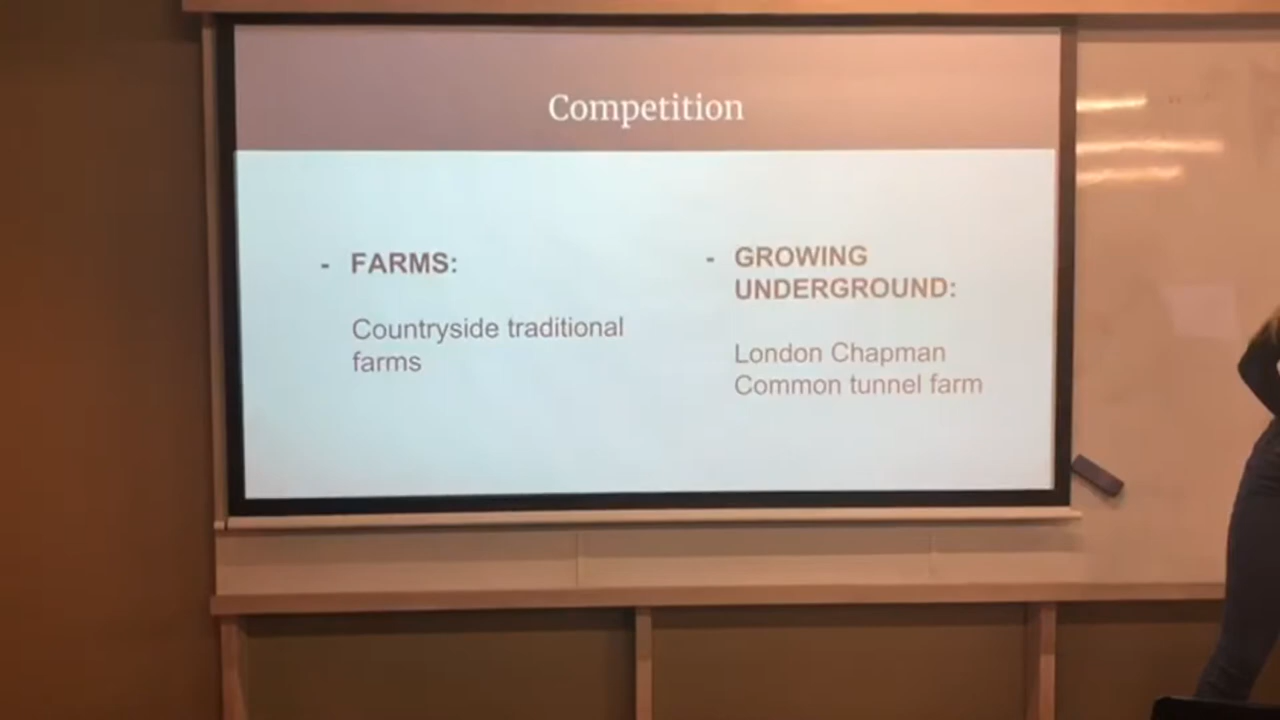 Competition
- FARMS:
Countryside traditional
farms
- GROWING
UNDERGROUND:
London Chapman
Common tunnel farm